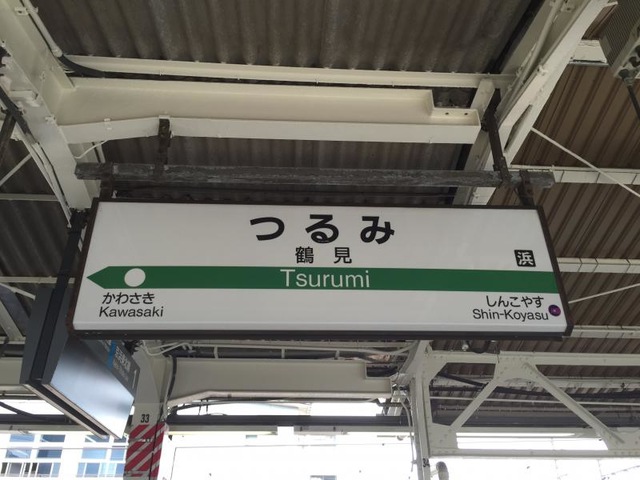 つるみ
鶴見
浜
Tsurumi
かわさき
Kawasaki
しんこやす
Shin-Koyasu
33